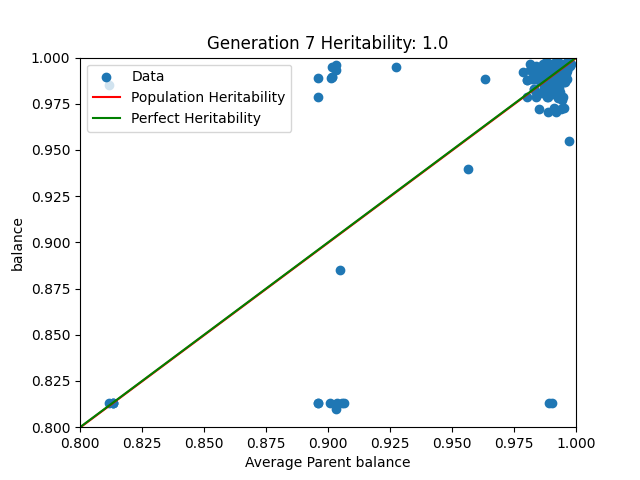 Generation 7 Heritability: 1.0
1.000
0.975
0.950
0.925
0.900
0.875
0.850
0.825
0.800
balance
Data
Population Heritability
Perfect Heritability
0.800 0.825 0.850 0.875 0.900 0.925 0.950 0.975 1.000
Average Parent balance